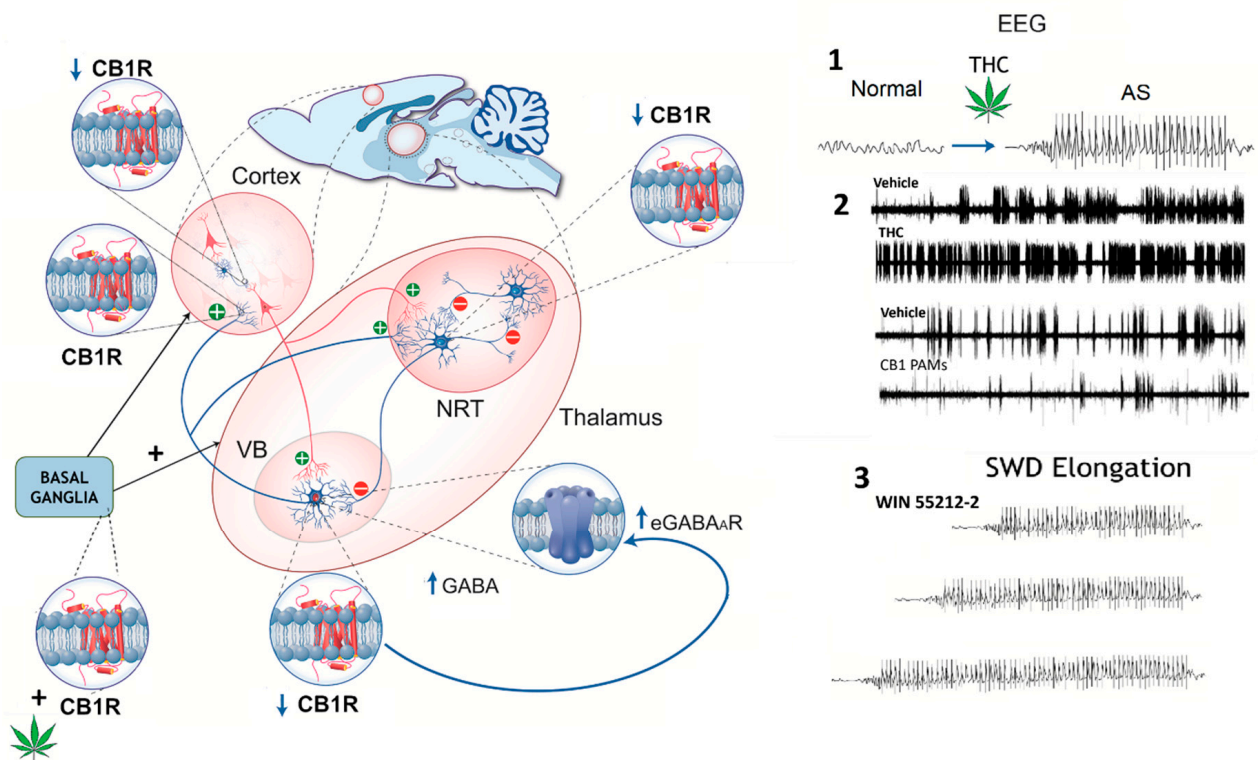 ↓ CB1R
Cortex
CB1R
↓ CB1R
NRT
Thalamus
VB
+
BASAL
GANGLIA
↑ eGABAAR
↑ GABA
+ CB1R
↓ CB1R
EEG
1
THC
Normal
AS
2
Vehicle
THC
Vehicle
CB1 PAMs
3
SWD Elongation
WIN 55212-2